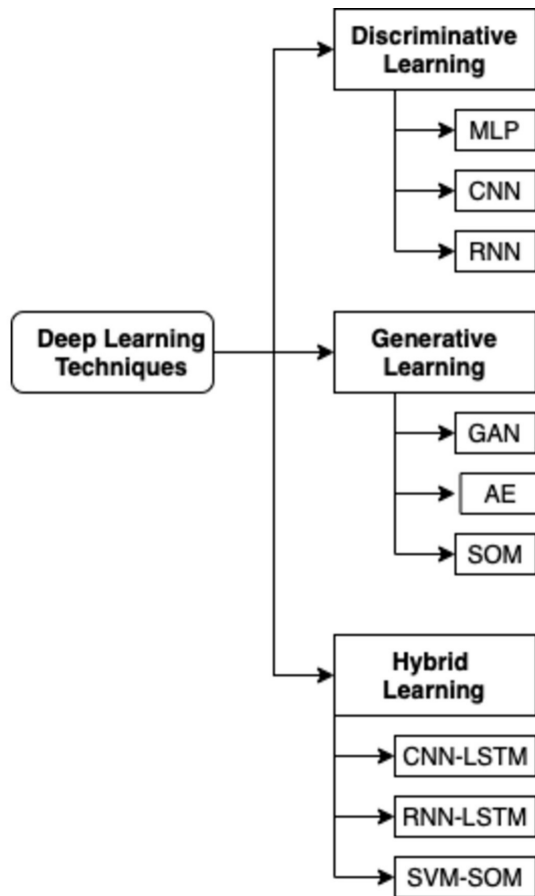 Discriminative
Learning
MLP
CNN
RNN
Deep Learning
Techniques
Generative
Learning
GAN
AE
SOM
Hybrid
Learning
CNN-LSTM
RNN-LSTM
SVM-SOM